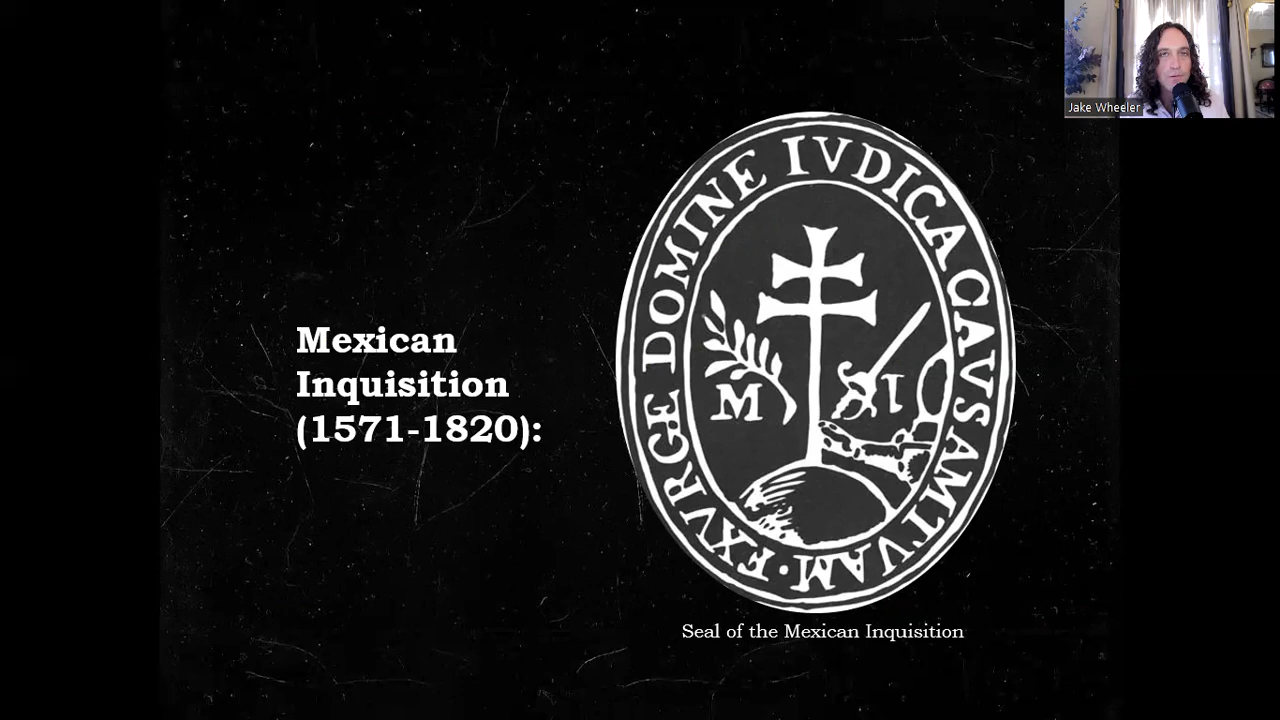 Jake Wheeler
Mexican
Inquisition
(1571-1820):
EXVRGE DOMINE IVDICA CAVSAM TVAM ·
M I
Seal of the Mexican Inquisition